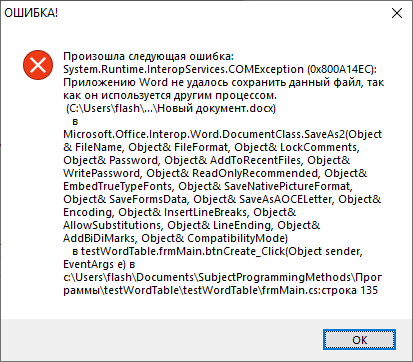 ОШИБКА!
Произошла следующая ошибка:
System.Runtime.InteropServices.COMException (0x800A14EC):
Приложению Word не удалось сохранить данный файл, так
как он используется другим процессом.
(C:\Users\flash\...\Новый документ.docx)
в
Microsoft.Office.Interop.Word.DocumentClass.SaveAs2(Object
& FileName, Object& FileFormat, Object& LockComments,
Object& Password, Object& AddToRecentFiles, Object&
WritePassword, Object& ReadOnlyRecommended, Object&
EmbedTrueTypeFonts, Object& SaveNativePictureFormat,
Object& SaveFormsData, Object& SaveAsAOCELetter, Object&
Encoding, Object& InsertLineBreaks, Object&
AllowSubstitutions, Object& LineEnding, Object&
AddBiDiMarks, Object& CompatibilityMode)
в testWordTable.frmMain.btnCreate_Click(Object sender,
EventArgs e) в
c:\Users\flash\Documents\SubjectProgrammingMethods\Прог
раммы\testWordTable\testWordTable\frmMain.cs:строка 135
OK